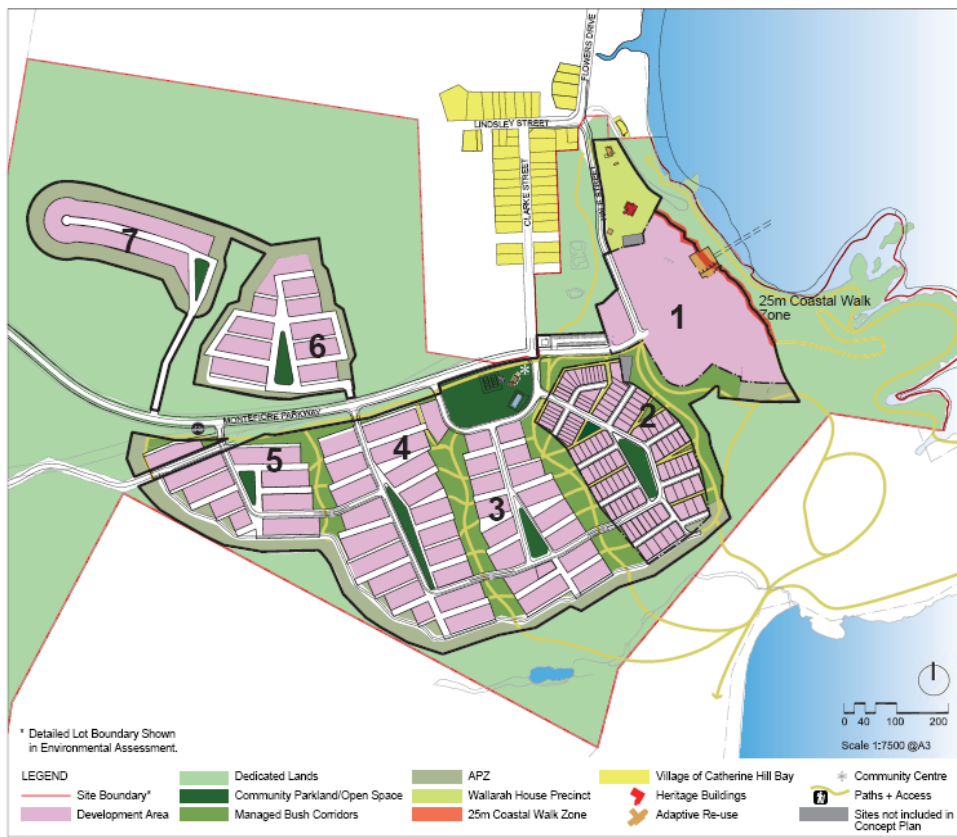 FLOWERS DRIVE
LINDSLEY STREET
CLARKE STREET
7
1
25m Coastal Walk
Zone
6
2
MONTEFIORE PARKWAY
4
5
3
0 40 100 200
Scale 1:7500 @A3
* Detailed Lot Boundary Shown
in Environmental Assessment.
LEGEND
Site Boundary*
Development Area
Dedicated Lands
Community Parkland/Open Space
Managed Bush Corridors
APZ
Wallarah House Precinct
25m Coastal Walk Zone
Village of Catherine Hill Bay
Heritage Buildings
Adaptive Re-use
Community Centre
Paths + Access
Sites not included in
Concept Plan